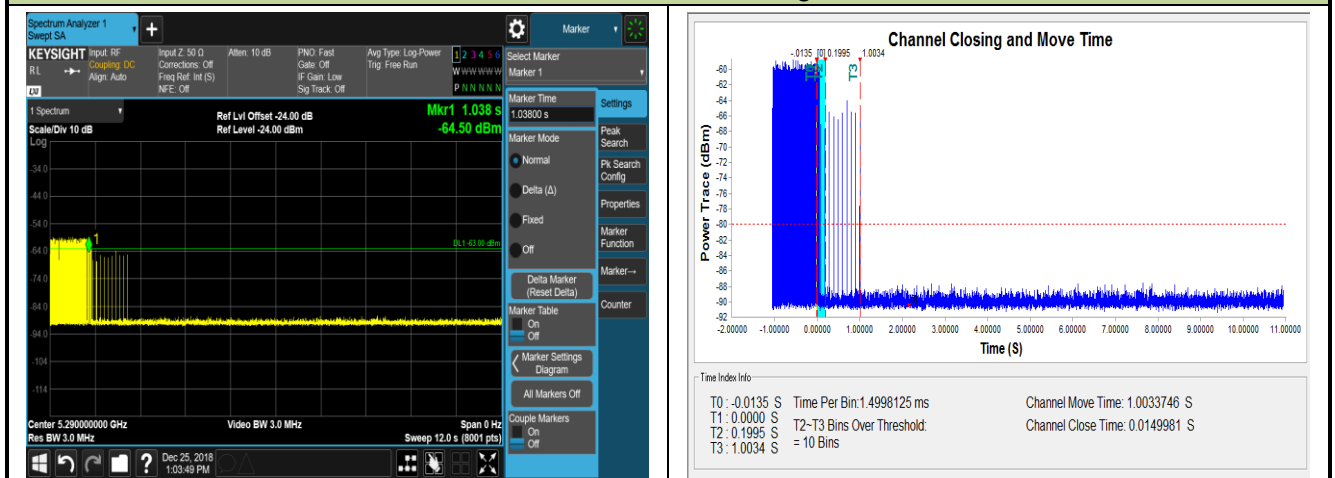 Spectrum Analyzer 1
Swept SA
+
Marker
KEYSIGHT
RL
Input: RF
Coupling: DC
Align: Auto
Input Z: 50 Ω
Corrections: Off
Freq Ref: Int (S)
NFE: Off
Atten: 10 dB
PNO: Fast
Gate: Off
IF Gain: Low
Sig Track: Off
Avg Type: Log-Power
Trig: Free Run
1 2 3 4 5 6
W W W W W W
P N N N N N
Select Marker
Marker 1
1 Spectrum
Scale/Div 10 dB
Log
Ref Lvl Offset -24.00 dB
Ref Level -24.00 dBm
Mkr1 1.038 s
-64.50 dBm
-34.0
-44.0
-54.0
-64.0
-74.0
-84.0
-94.0
-104
-114
1
DL1 -63.00 dBm
Center 5.290000000 GHz
Res BW 3.0 MHz
Video BW 3.0 MHz
Span 0 Hz
Sweep 12.0 s (8001 pts)
Marker Time
1.03800 s
Marker Mode
Normal
Delta (Δ)
Fixed
Off
Delta Marker
(Reset Delta)
Marker Table
On
Off
Marker Settings
Diagram
All Markers Off
Couple Markers
On
Off
Settings
Peak
Search
Pk Search
Config
Properties
Marker
Function
Marker→
Counter
?
Dec 25, 2018
1:03:49 PM
Channel Closing and Move Time
-.0135 [0] 0.1995 1.0034
T3
Power Trace (dBm)
-60
-62
-64
-66
-68
-70
-72
-74
-76
-78
-80
-82
-84
-86
-88
-90
-92
-2.00000 -1.00000 0.00000 1.00000 2.00000 3.00000 4.00000 5.00000 6.00000 7.00000 8.00000 9.00000 10.00000 11.00000
Time (S)
Time Index Info
T0 : -0.0135 S
T1 : 0.0000 S
T2 : 0.1995 S
T3 : 1.0034 S
Time Per Bin:1.4998125 ms
T2~T3 Bins Over Threshold:
= 10 Bins
Channel Move Time: 1.0033746 S
Channel Close Time: 0.0149981 S